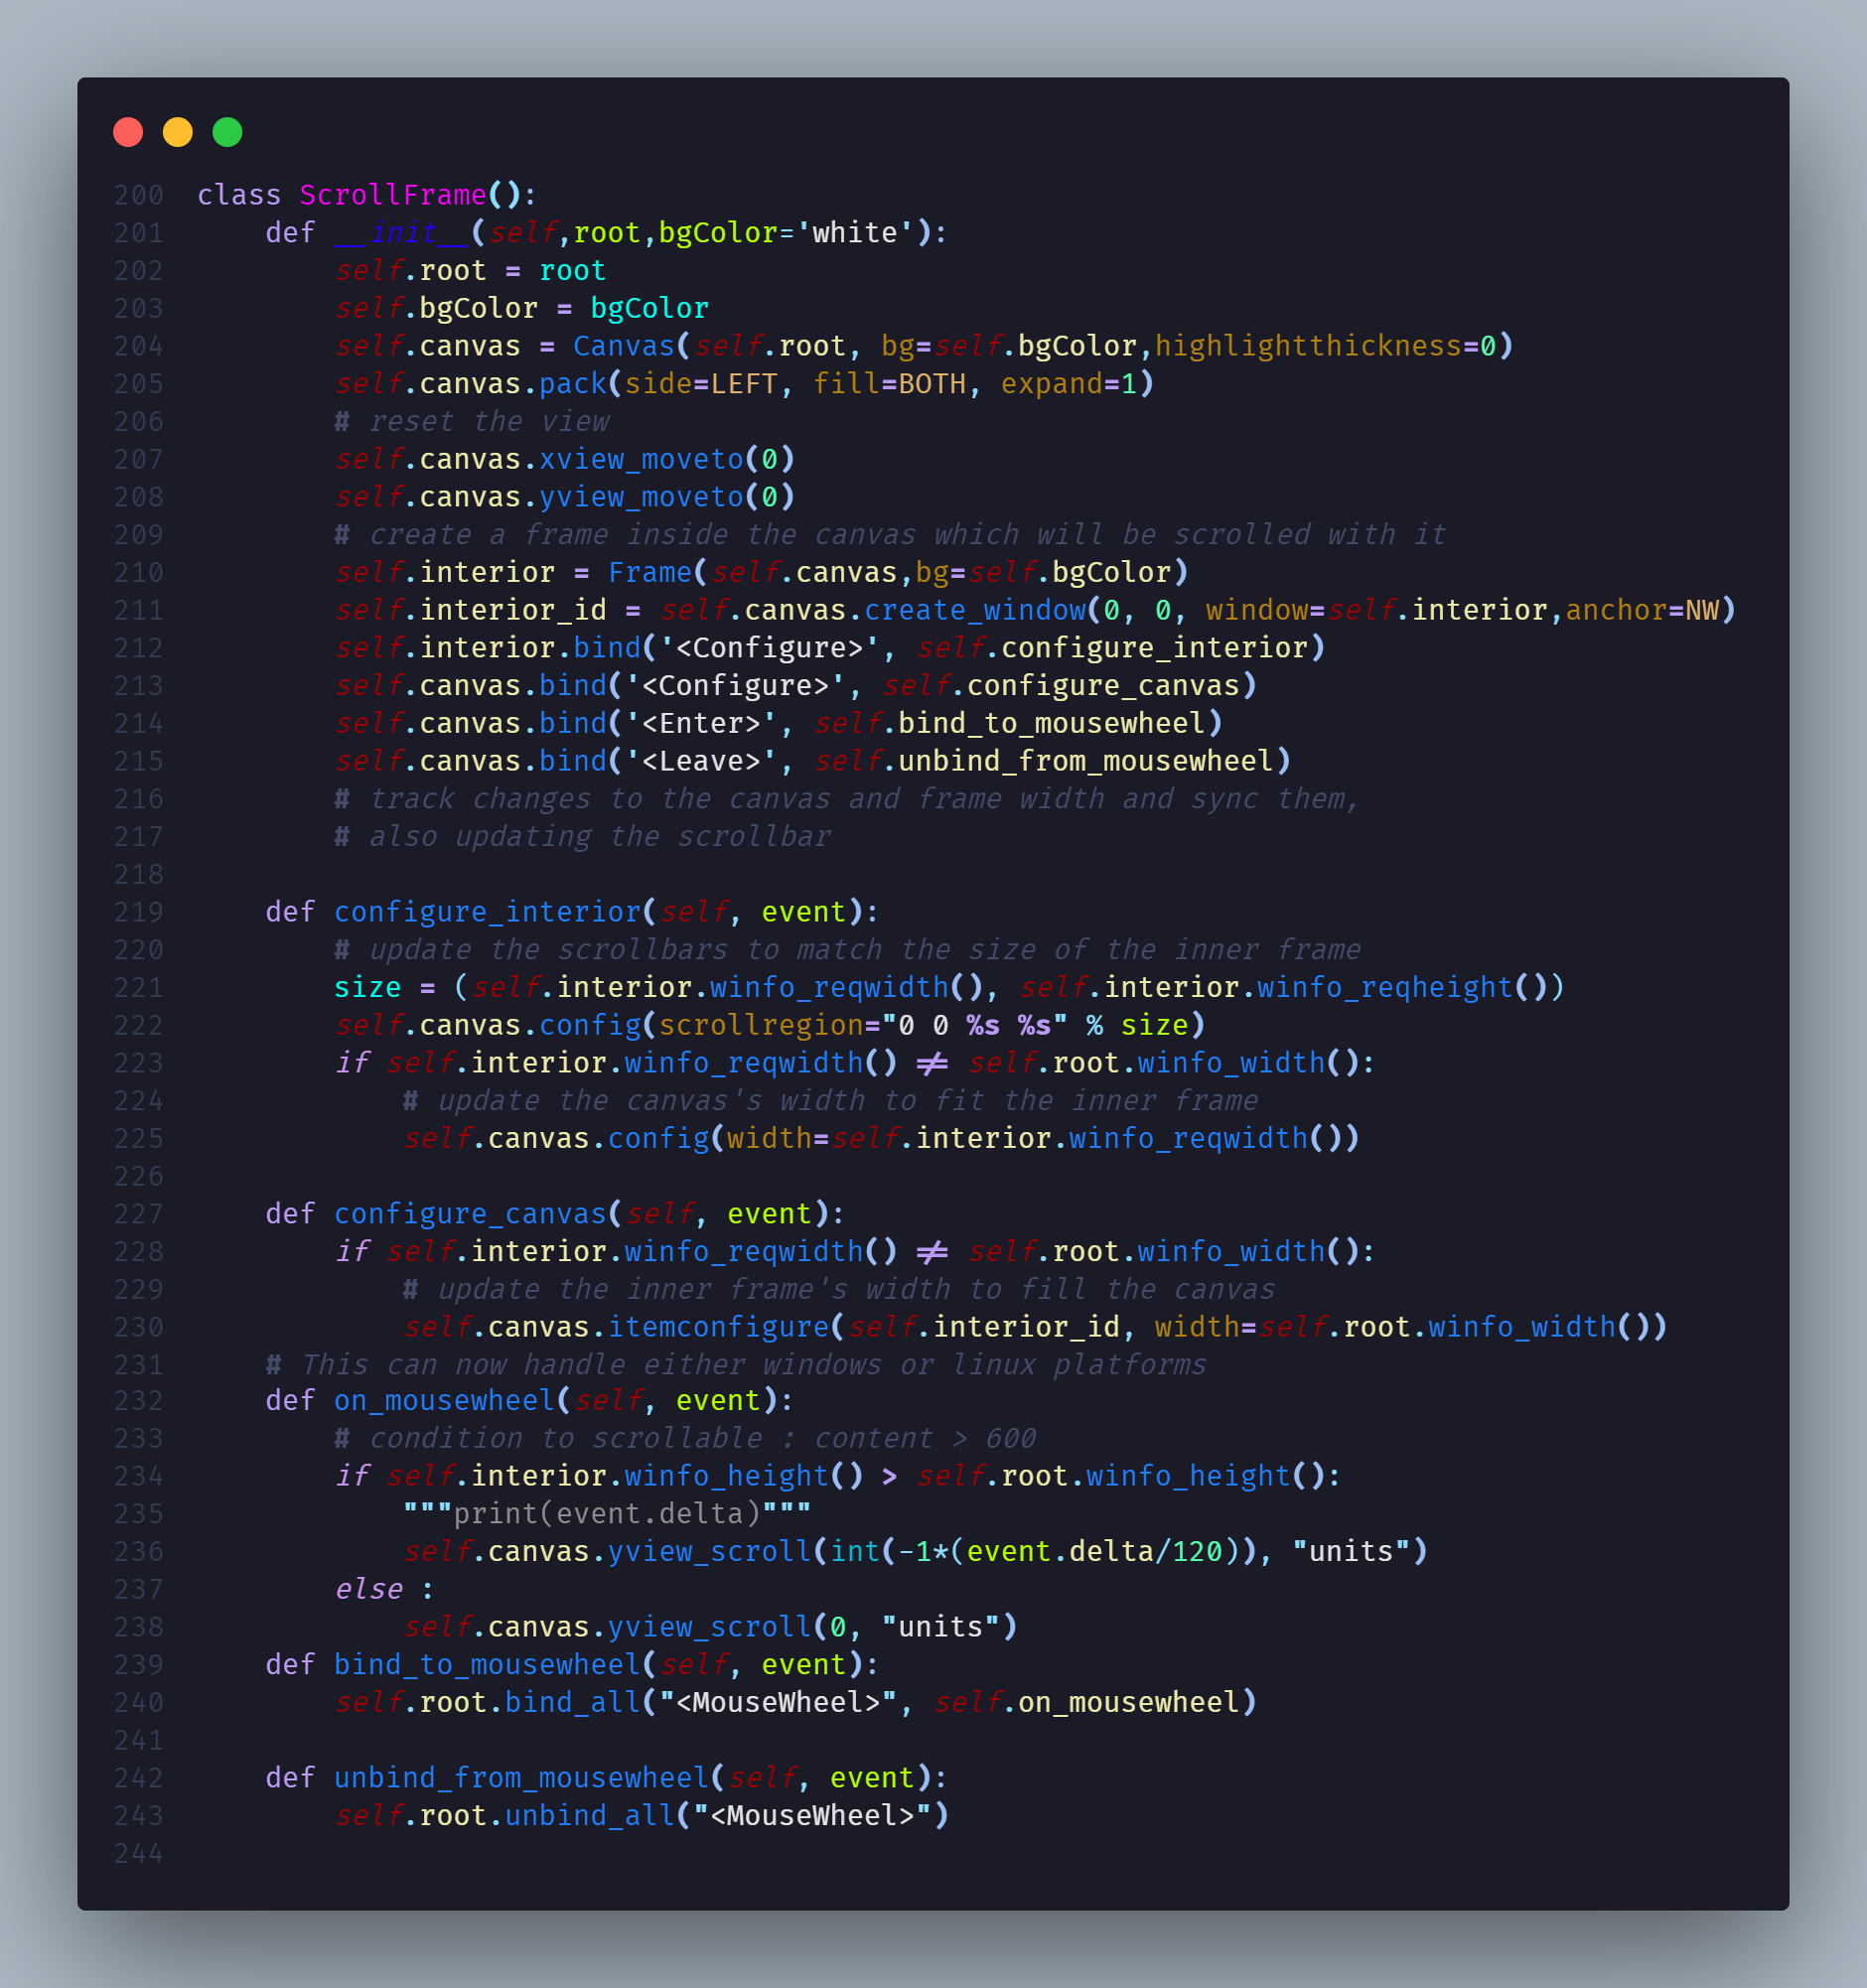 200 class ScrollFrame():
201     def __init__(self,root,bgColor='white'):
202         self.root = root
203         self.bgColor = bgColor
204         self.canvas = Canvas(self.root, bg=self.bgColor,highlightthickness=0)
205         self.canvas.pack(side=LEFT, fill=BOTH, expand=1)
206         # reset the view
207         self.canvas.xview_moveto(0)
208         self.canvas.yview_moveto(0)
209         # create a frame inside the canvas which will be scrolled with it
210         self.interior = Frame(self.canvas,bg=self.bgColor)
211         self.interior_id = self.canvas.create_window(0, 0, window=self.interior,anchor=NW)
212         self.interior.bind('<Configure>', self.configure_interior)
213         self.canvas.bind('<Configure>', self.configure_canvas)
214         self.canvas.bind('<Enter>', self.bind_to_mousewheel)
215         self.canvas.bind('<Leave>', self.unbind_from_mousewheel)
216         # track changes to the canvas and frame width and sync them,
217         # also updating the scrollbar
218
219     def configure_interior(self, event):
220         # update the scrollbars to match the size of the inner frame
221         size = (self.interior.winfo_reqwidth(), self.interior.winfo_reqheight())
222         self.canvas.config(scrollregion="0 0 %s %s" % size)
223         if self.interior.winfo_reqwidth() != self.root.winfo_width():
224             # update the canvas's width to fit the inner frame
225             self.canvas.config(width=self.interior.winfo_reqwidth())
226
227     def configure_canvas(self, event):
228         if self.interior.winfo_reqwidth() != self.root.winfo_width():
229             # update the inner frame's width to fill the canvas
230             self.canvas.itemconfigure(self.interior_id, width=self.root.winfo_width())
231     # This can now handle either windows or linux platforms
232     def on_mousewheel(self, event):
233         # condition to scrollable : content > 600
234         if self.interior.winfo_height() > self.root.winfo_height():
235             """print(event.delta)"""
236             self.canvas.yview_scroll(int(-1*(event.delta/120)), "units")
237         else :
238             self.canvas.yview_scroll(0, "units")
239     def bind_to_mousewheel(self, event):
240         self.root.bind_all("<MouseWheel>", self.on_mousewheel)
241
242     def unbind_from_mousewheel(self, event):
243         self.root.unbind_all("<MouseWheel>")
244